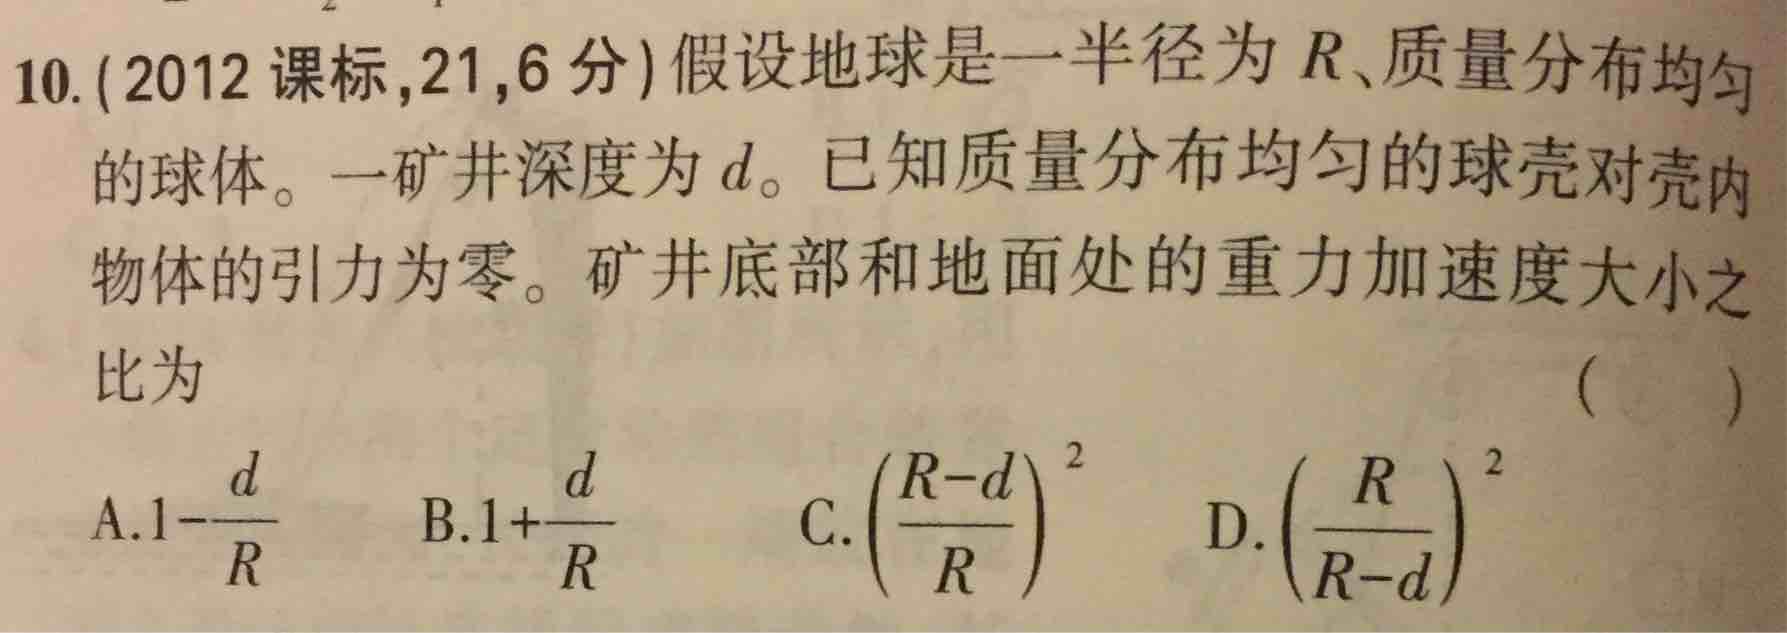 10.(2012 课标,21,6 分)假设地球是一半径为 R、质量分布均匀
的球体。一矿井深度为 d。已知质量分布均匀的球壳对壳内
物体的引力为零。矿井底部和地面处的重力加速度大小之
比为 (  )
A.1-\frac{d}{R} B.1+\frac{d}{R} C.\left(\frac{R-d}{R}\right)^2 D.\left(\frac{R}{R-d}\right)^2